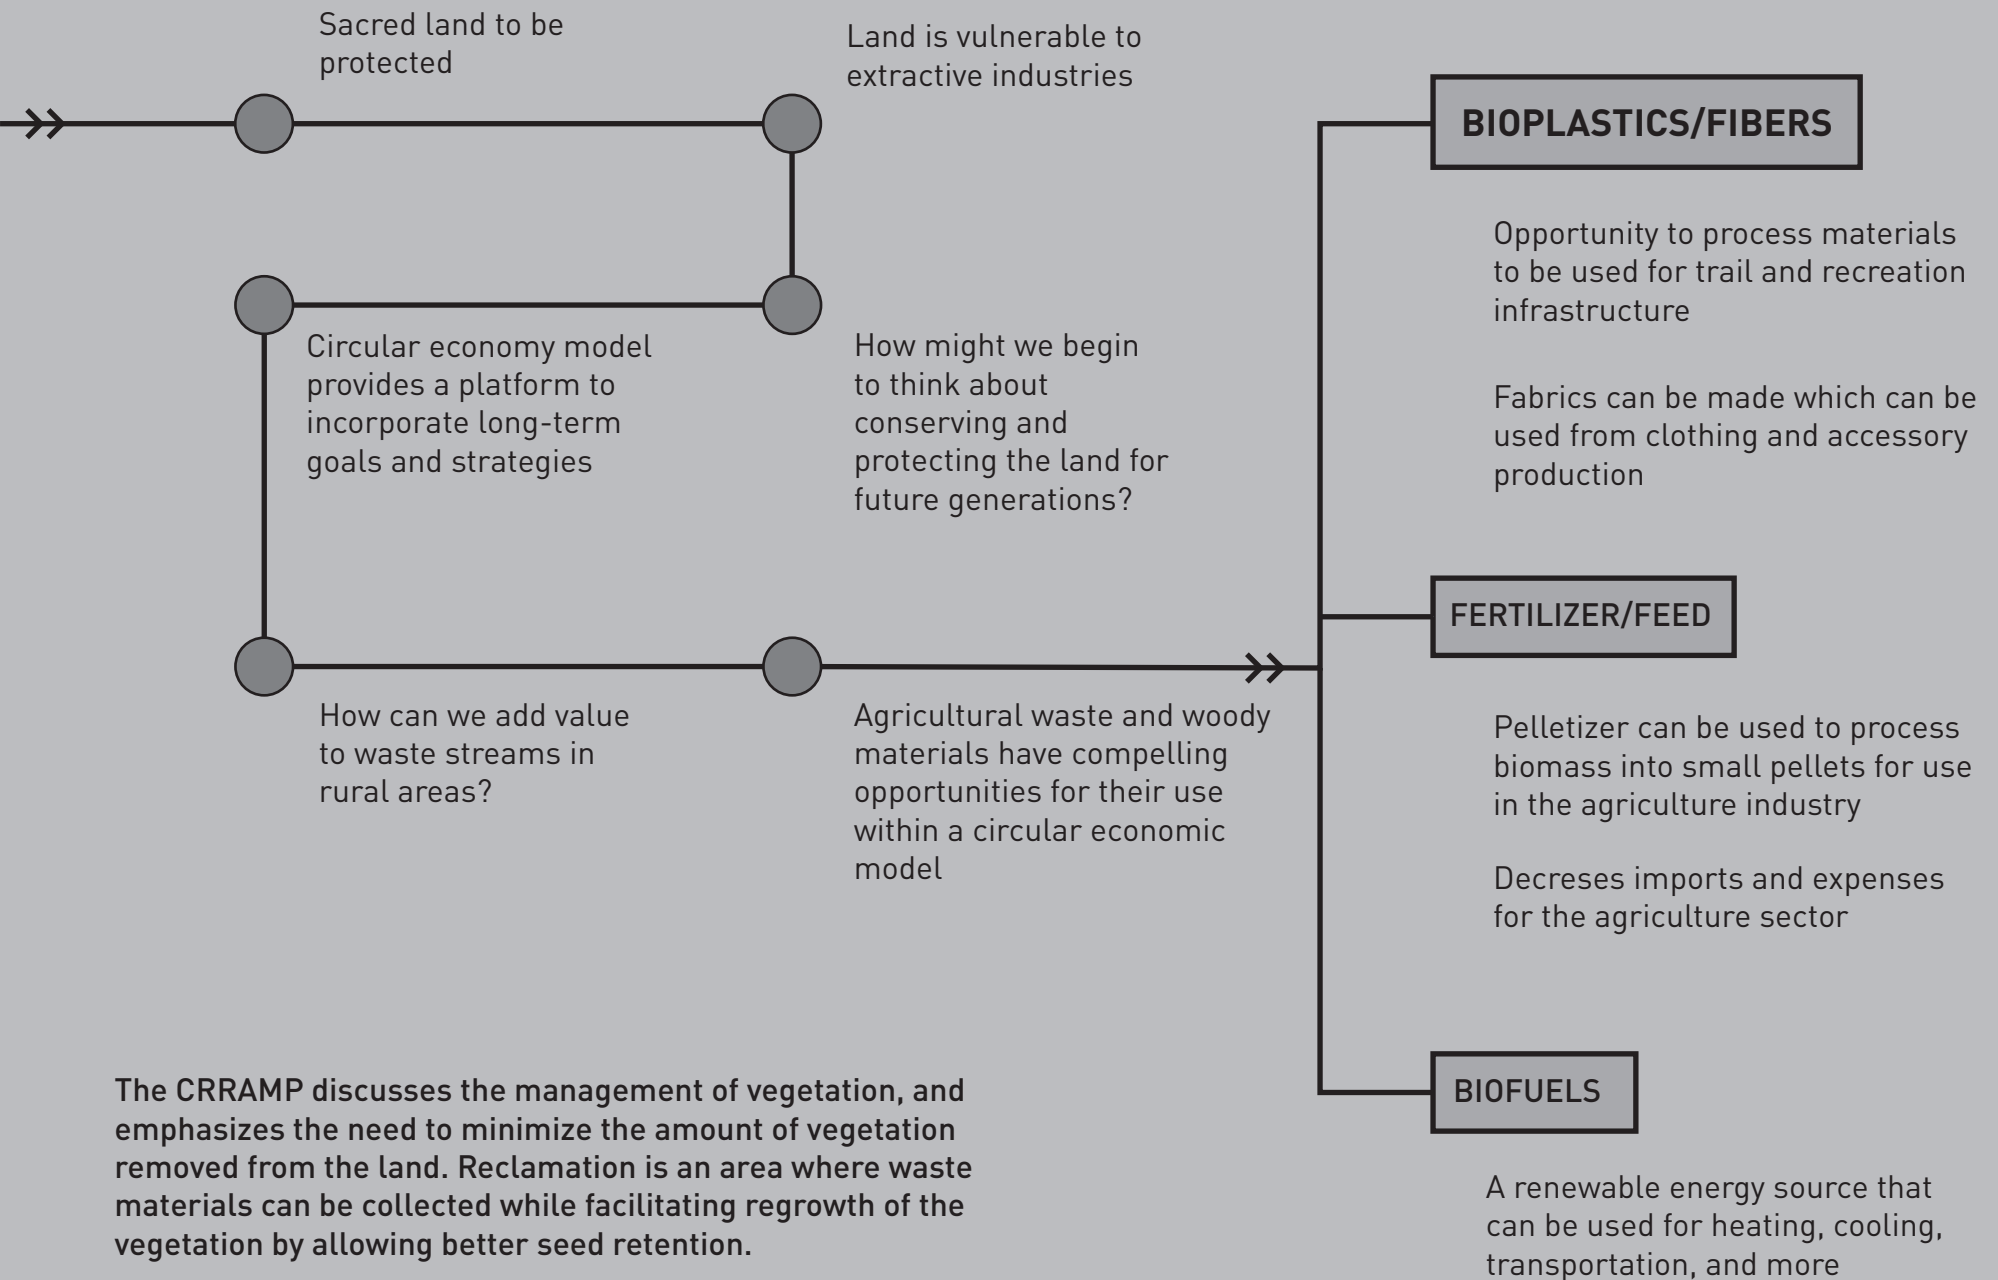 Sacred land to be
protected
Land is vulnerable to
extractive industries
How might we begin
to think about
conserving and
protecting the land for
future generations?
Circular economy model
provides a platform to
incorporate long-term
goals and strategies
How can we add value
to waste streams in
rural areas?
Agricultural waste and woody
materials have compelling
opportunities for their use
within a circular economic
model
BIOPLASTICS/FIBERS
Opportunity to process materials
to be used for trail and recreation
infrastructure
Fabrics can be made which can be
used from clothing and accessory
production
FERTILIZER/FEED
Pelletizer can be used to process
biomass into small pellets for use
in the agriculture industry
Decreses imports and expenses
for the agriculture sector
BIOFUELS
A renewable energy source that
can be used for heating, cooling,
transportation, and more
The CRRAMP discusses the management of vegetation, and
emphasizes the need to minimize the amount of vegetation
removed from the land. Reclamation is an area where waste
materials can be collected while facilitating regrowth of the
vegetation by allowing better seed retention.